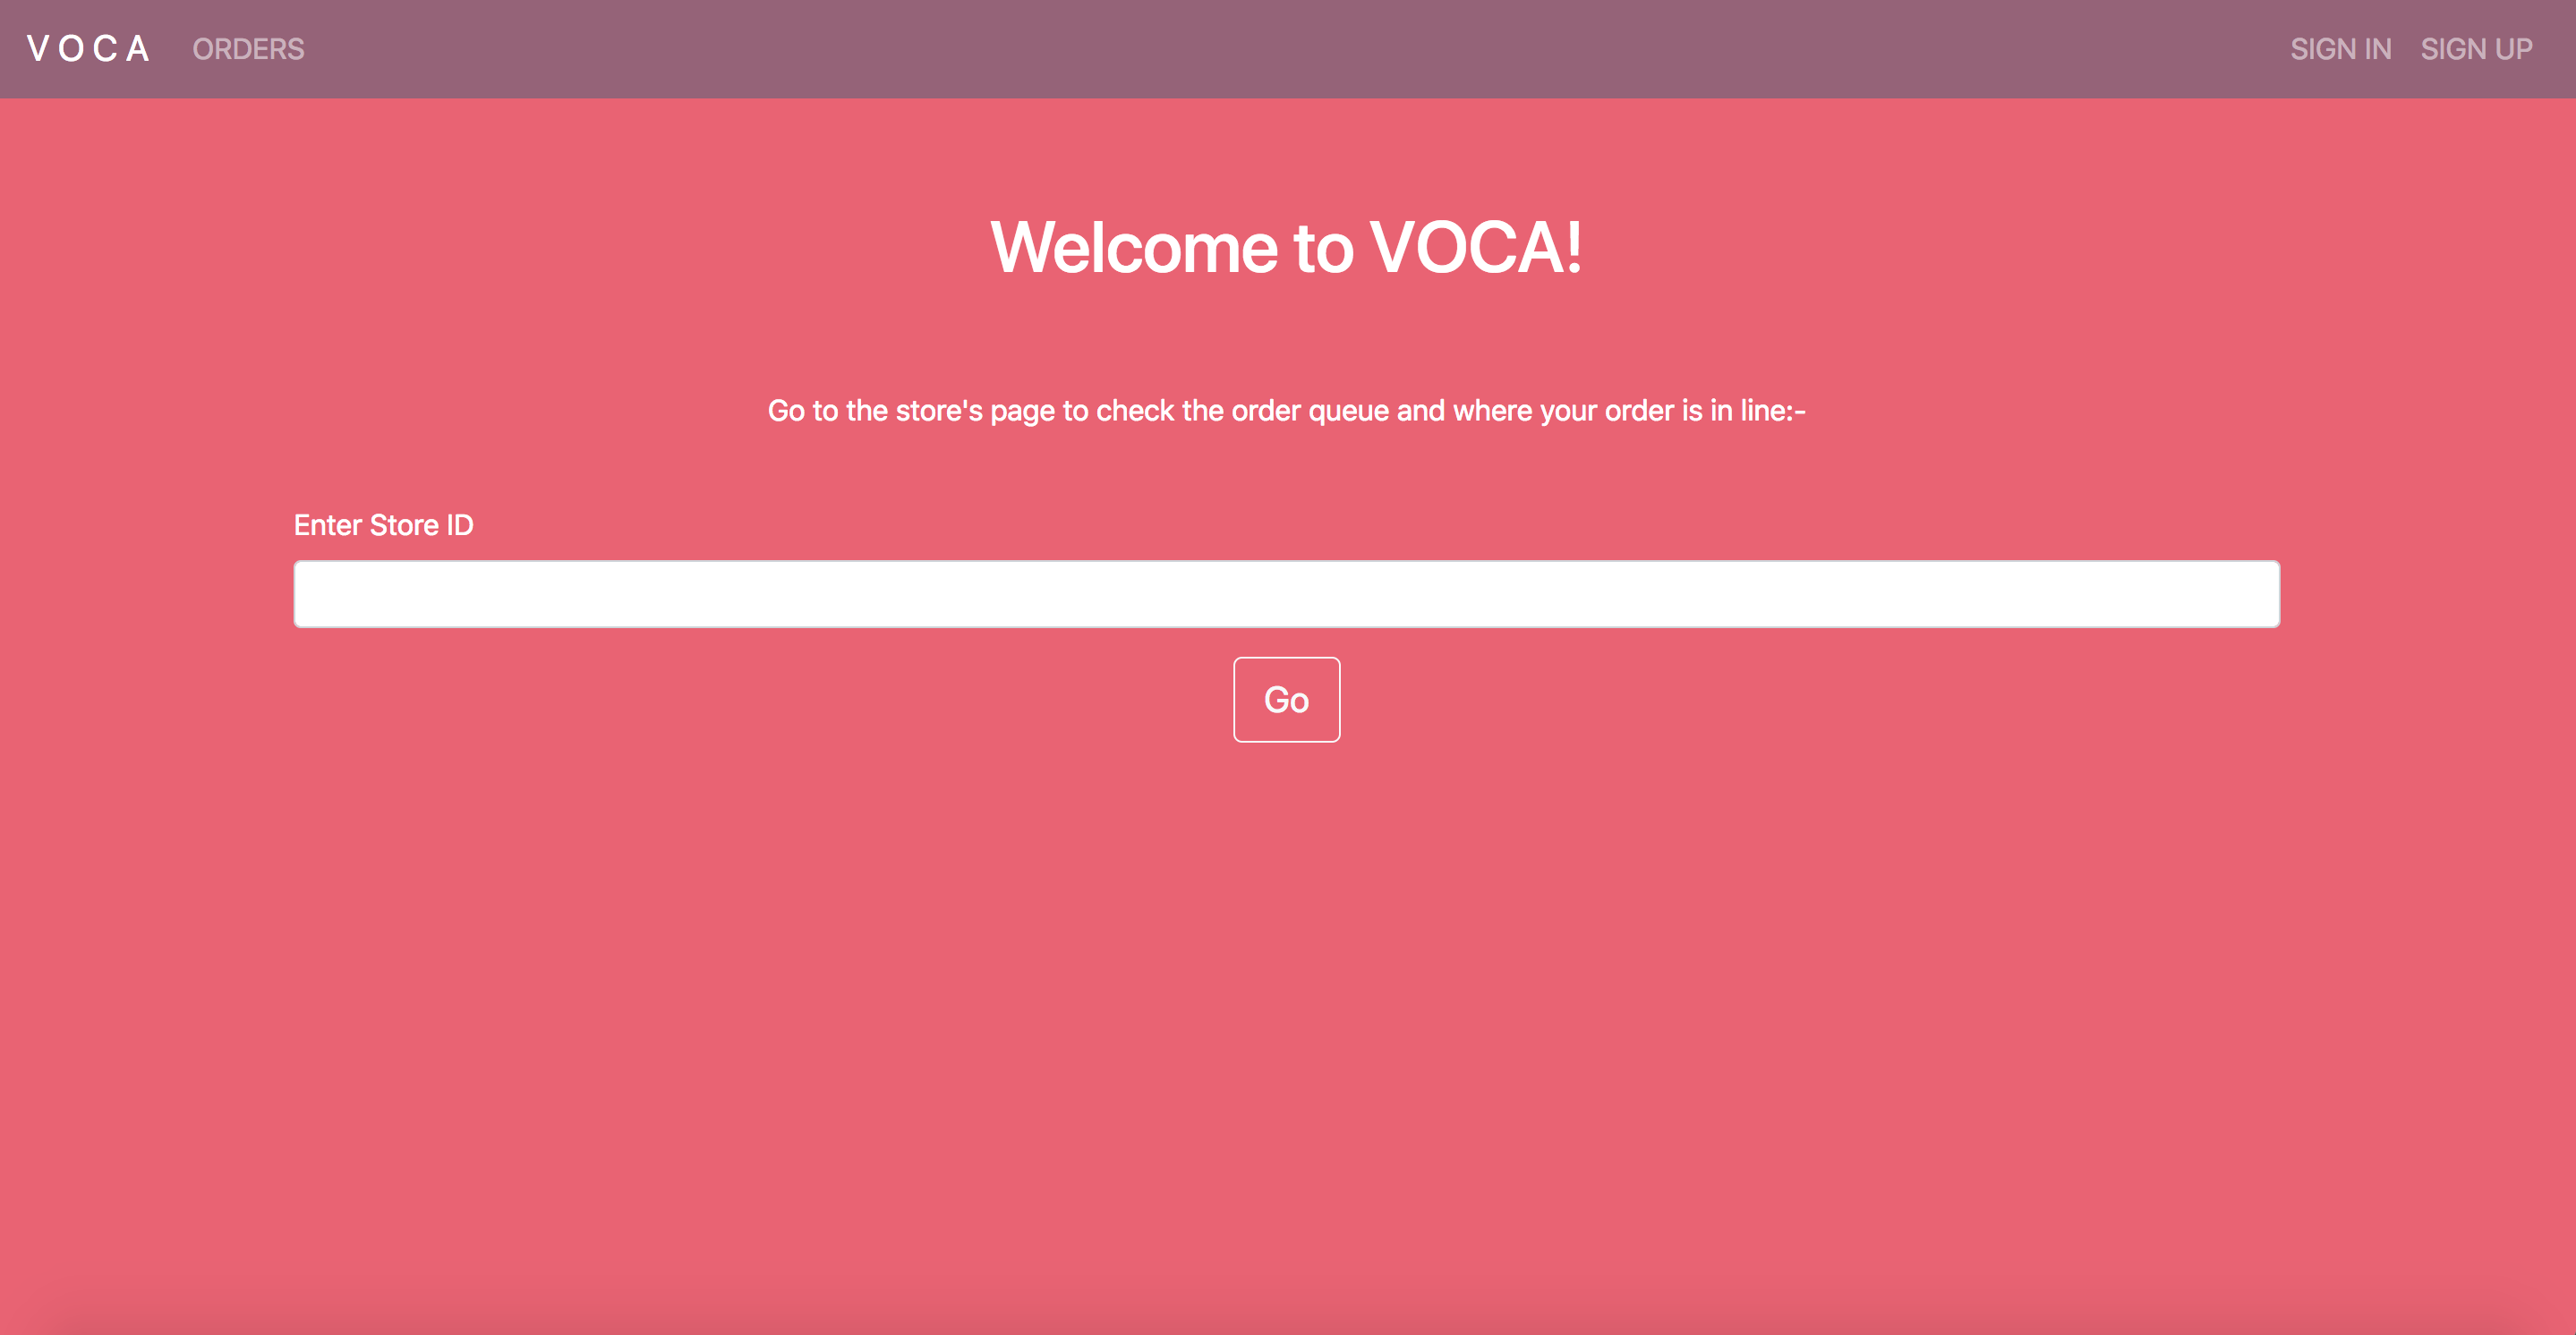 VOCA ORDERS SIGN IN SIGN UP
Welcome to VOCA!
Go to the store's page to check the order queue and where your order is in line:-
Enter Store ID
Go